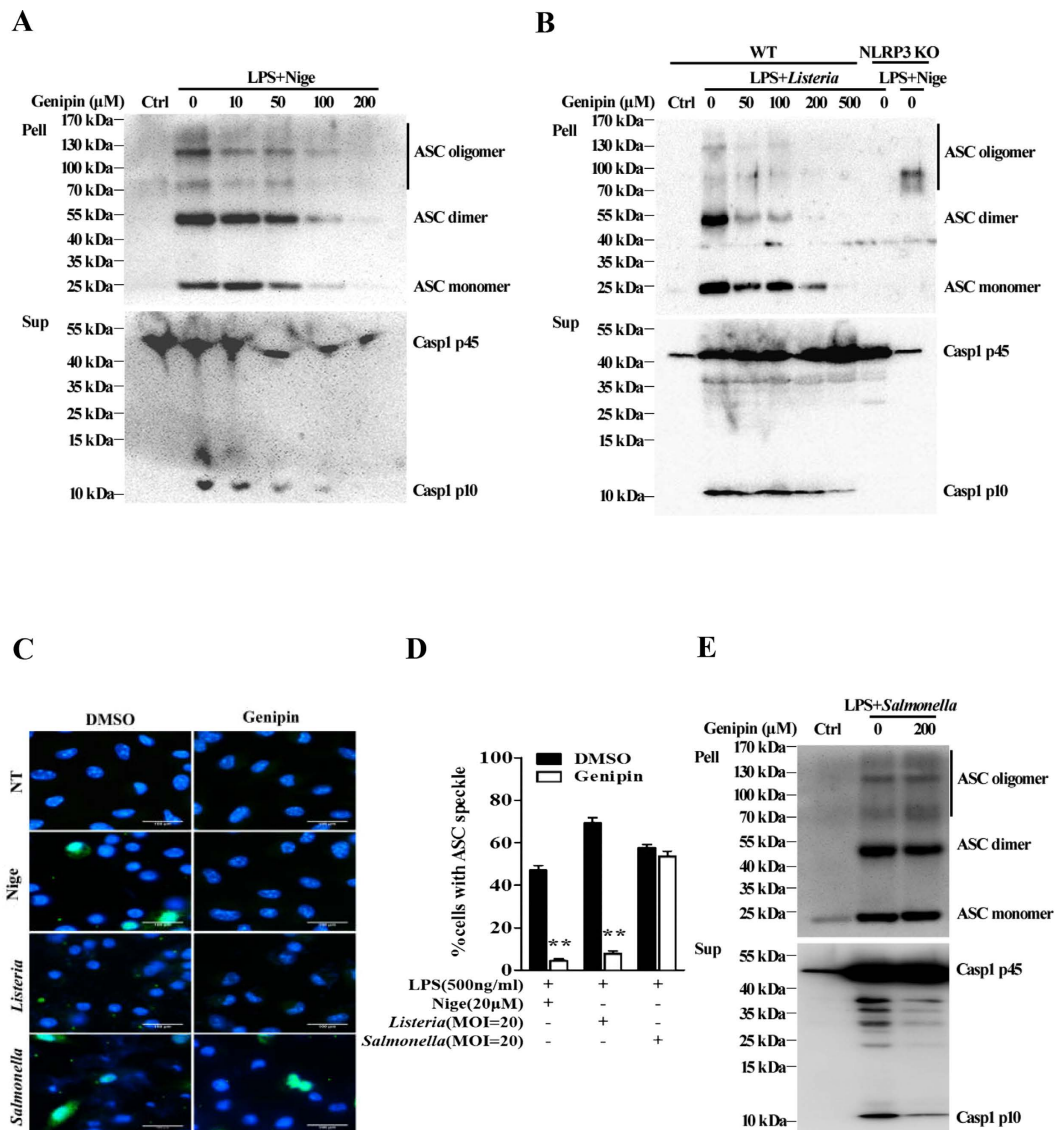 A
LPS+Nige
Genipin (µM) Ctrl 0 10 50 100 200
Pell
170 kDa
130 kDa
100 kDa
70 kDa
55 kDa
40 kDa
35 kDa
25 kDa
ASC oligomer
ASC dimer
ASC monomer
Sup
55 kDa
40 kDa
35 kDa
25 kDa
15 kDa
10 kDa
Casp1 p45
Casp1 p10
B
WT NLRP3 KO
LPS+Listeria LPS+Nige
Genipin (µM) Ctrl 0 50 100 200 500 0 0
Pell
170 kDa
130 kDa
100 kDa
70 kDa
55 kDa
40 kDa
35 kDa
25 kDa
ASC oligomer
ASC dimer
ASC monomer
Sup
55 kDa
40 kDa
35 kDa
25 kDa
15 kDa
10 kDa
Casp1 p45
Casp1 p10
C
DMSO Genipin
NT
Nige
Listeria
Salmonella
D
%cells with ASC speckle
100
80
60
40
20
0
DMSO
Genipin
** **
LPS(500ng/ml) + + +
Nige(20µM) + - -
Listeria(MOI=20) - + -
Salmonella(MOI=20) - - +
E
LPS+Salmonella
Genipin (µM) Ctrl 0 200
Pell
170 kDa
130 kDa
100 kDa
70 kDa
55 kDa
40 kDa
35 kDa
25 kDa
ASC oligomer
ASC dimer
ASC monomer
Sup
55 kDa
40 kDa
35 kDa
25 kDa
15 kDa
10 kDa
Casp1 p45
Casp1 p10